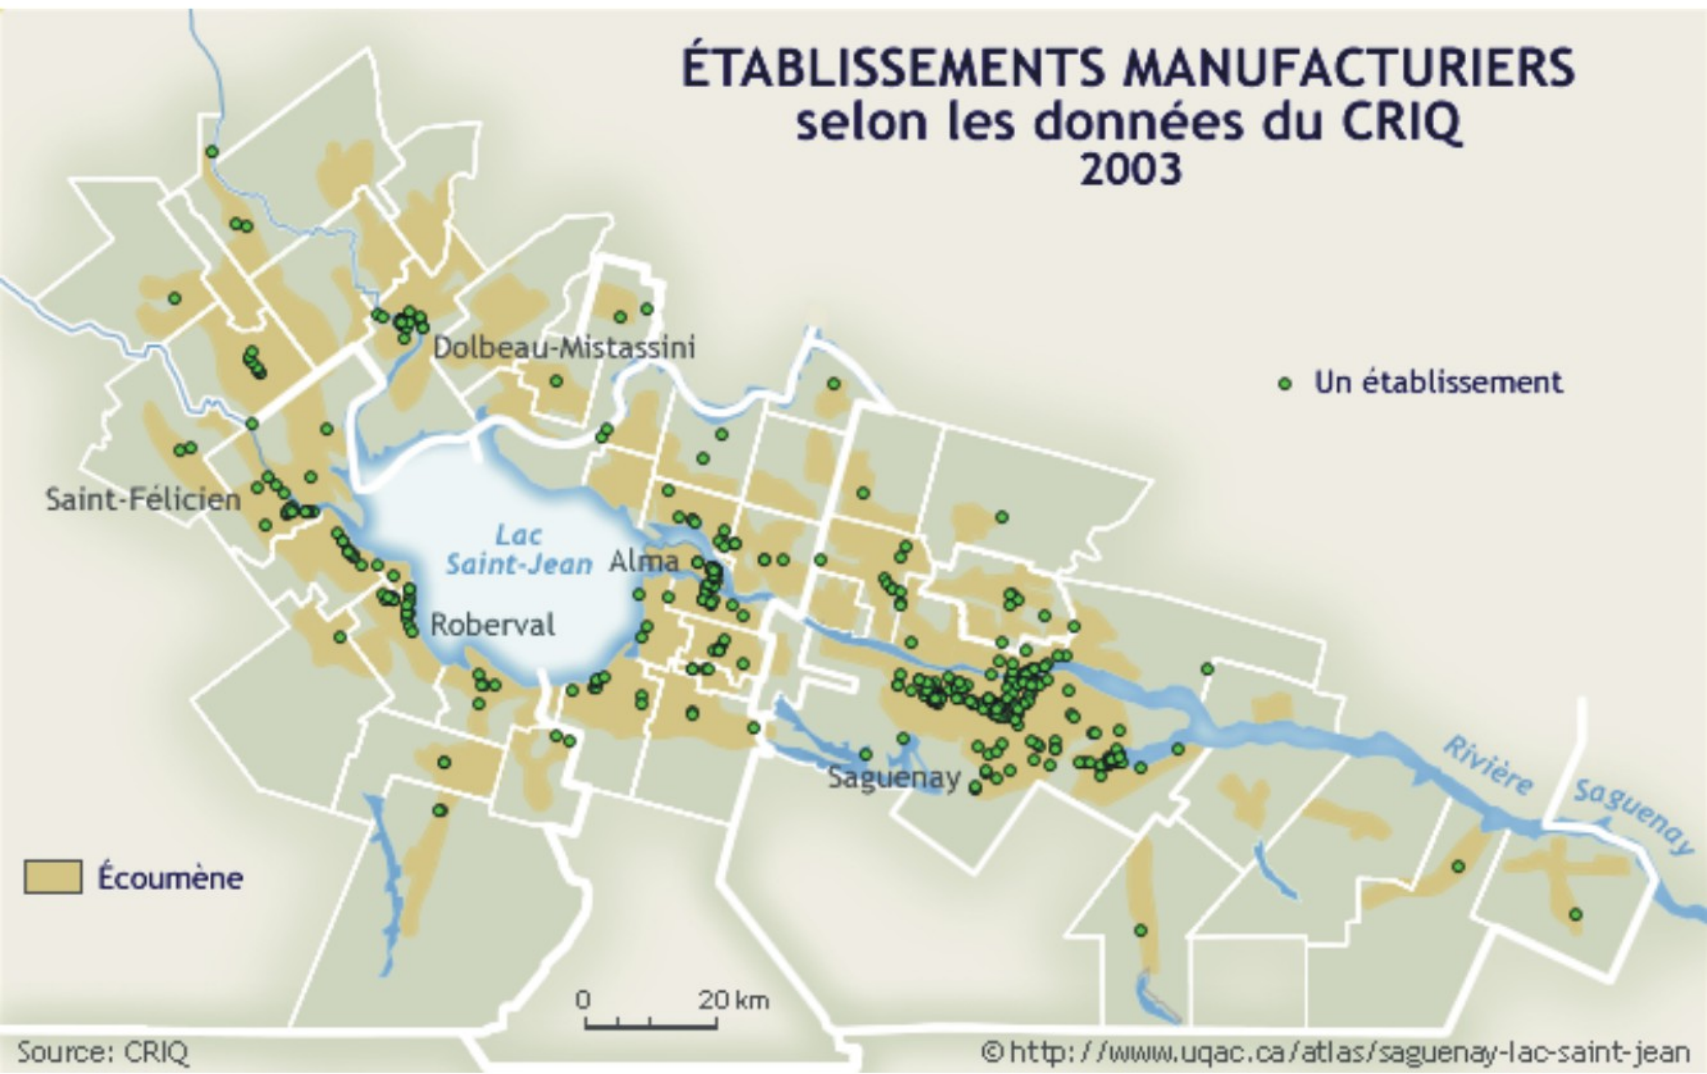 ÉTABLISSEMENTS MANUFACTURIERS
selon les données du CRIQ
2003
Dolbeau-Mistassini
Un établissement
Saint-Félicien
Lac
Saint-Jean
Alma
Roberval
Saguenay
Rivière
Saguenay
Écoumène
0 20 km
Source: CRIQ
© http://www.uqac.ca/atlas/saguenay-lac-saint-jean